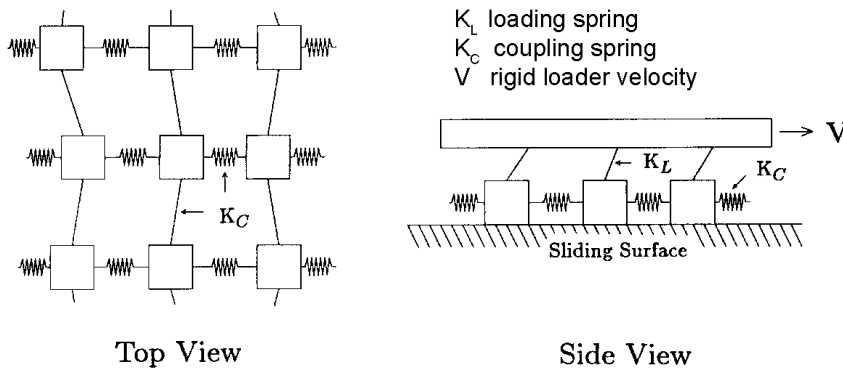 K_L loading spring
K_C coupling spring
V rigid loader velocity
V
K_L
K_C
K_C
Sliding Surface
Top View
Side View